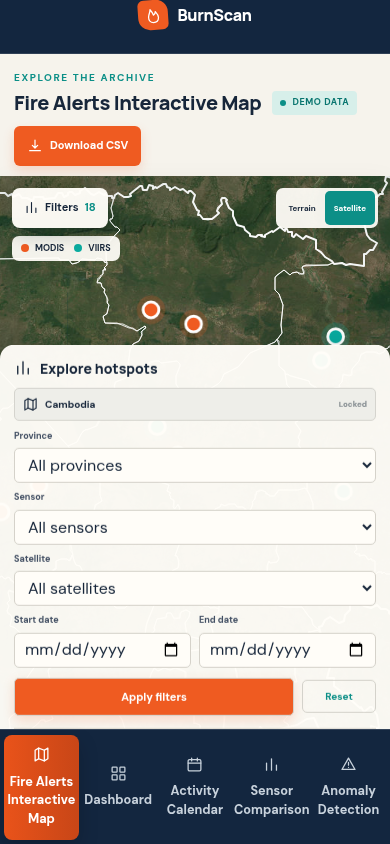 BurnScan
EXPLORE THE ARCHIVE
Fire Alerts Interactive Map
DEMO DATA
Download CSV
Filters 18
Terrain Satellite
MODIS VIIRS
Explore hotspots
Cambodia Locked
Province
All provinces
Sensor
All sensors
Satellite
All satellites
Start date End date
mm/dd/yyyy mm/dd/yyyy
Apply filters Reset
Fire Alerts
Interactive
Map
Dashboard
Activity
Calendar
Sensor
Comparison
Anomaly
Detection